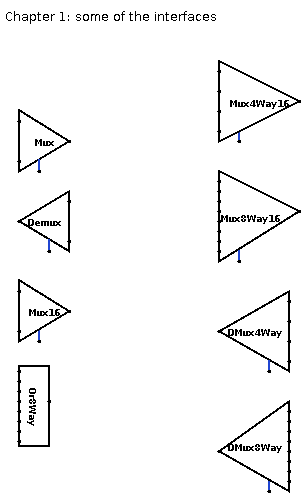 Chapter 1: some of the interfaces
Mux4Way16
Mux
Mux8Way16
Demux
Mux16
DMux4Way
Or8Way
DMux8Way